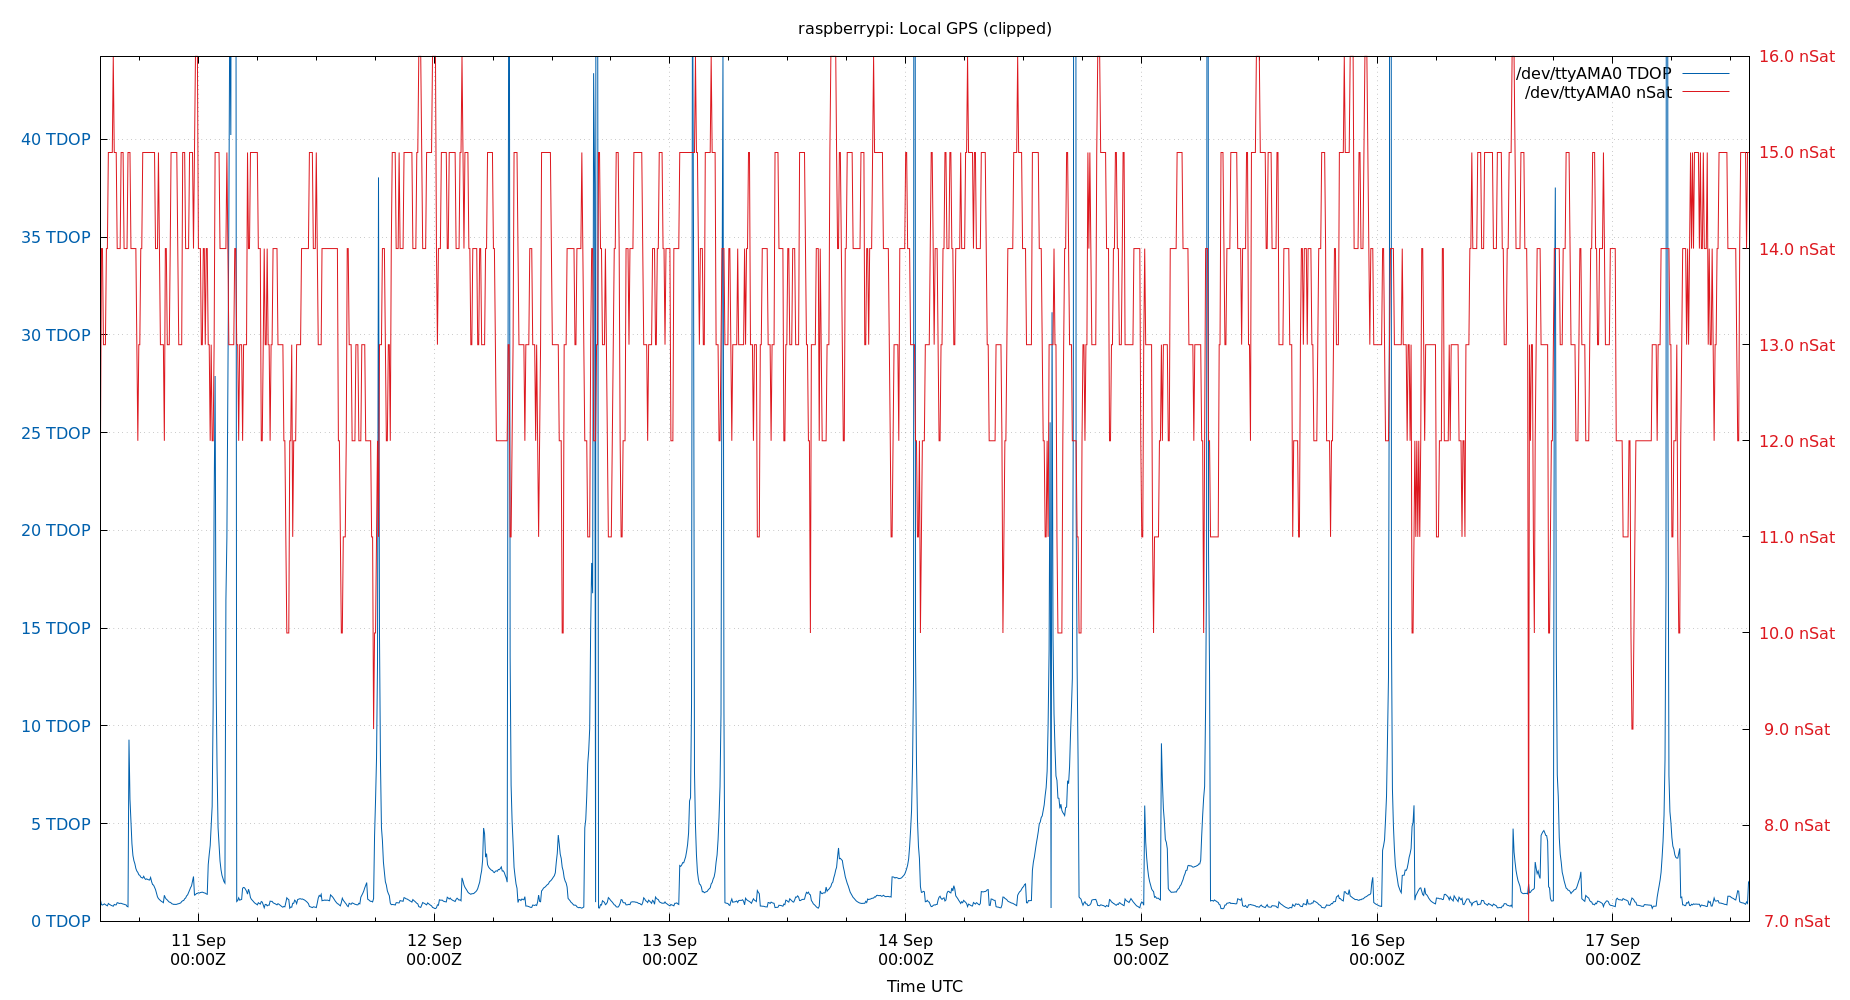 raspberrypi: Local GPS (clipped)
/dev/ttyAMA0 TDOP
/dev/ttyAMA0 nSat
40 TDOP
35 TDOP
30 TDOP
25 TDOP
20 TDOP
15 TDOP
10 TDOP
5 TDOP
0 TDOP
16.0 nSat
15.0 nSat
14.0 nSat
13.0 nSat
12.0 nSat
11.0 nSat
10.0 nSat
9.0 nSat
8.0 nSat
7.0 nSat
11 Sep
00:00Z
12 Sep
00:00Z
13 Sep
00:00Z
14 Sep
00:00Z
15 Sep
00:00Z
16 Sep
00:00Z
17 Sep
00:00Z
Time UTC